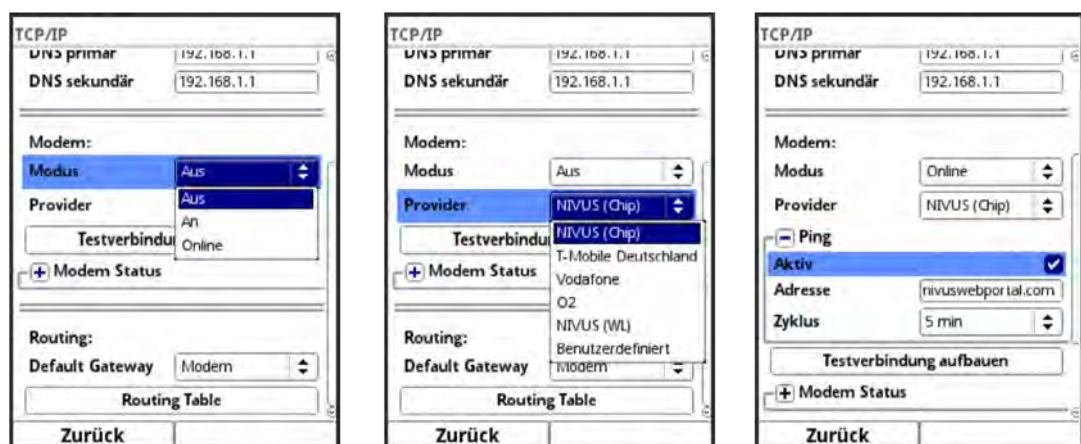 TCP/IP
DNS primär 192.168.1.1
DNS sekundär 192.168.1.1
Modem:
Modus Aus
Aus
An
Online
Provider
Testverbindu
Modem Status
Routing:
Default Gateway Modem
Routing Table
Zurück
TCP/IP
DNS primär 192.168.1.1
DNS sekundär 192.168.1.1
Modem:
Modus Aus
Provider NIVUS (Chip)
NIVUS (Chip)
T-Mobile Deutschland
Vodafone
O2
NIVUS (WL)
Benutzerdefiniert
Testverbindu
Modem Status
Routing:
Default Gateway Modem
Routing Table
Zurück
TCP/IP
DNS primär 192.168.1.1
DNS sekundär 192.168.1.1
Modem:
Modus Online
Provider NIVUS (Chip)
Ping
Aktiv
Adresse nivuswebportal.com
Zyklus 5 min
Testverbindung aufbauen
Modem Status
Zurück